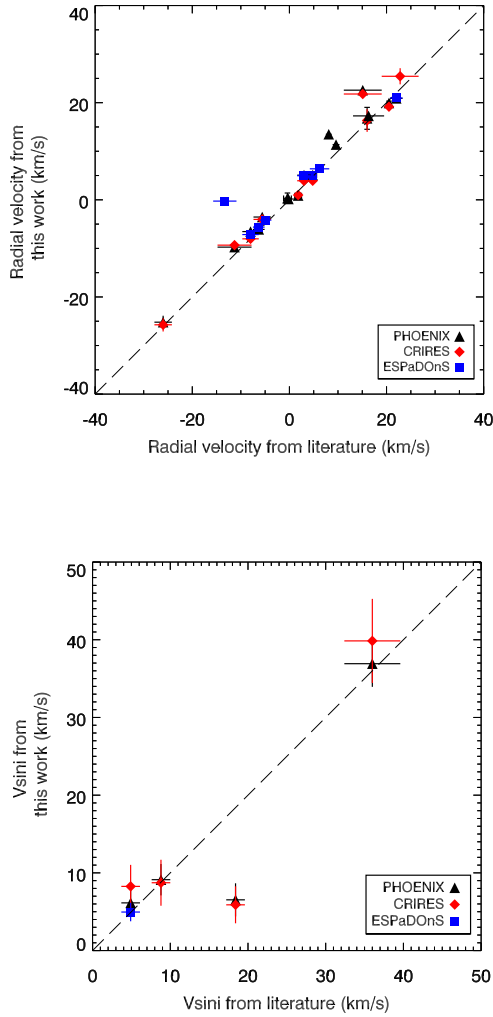 40
20
0
-20
-40
Radial velocity from
this work (km/s)
PHOENIX
CRIRES
ESPaDOnS
-40 -20 0 20 40
Radial velocity from literature (km/s)
50
40
30
20
10
0
Vsini from
this work (km/s)
PHOENIX
CRIRES
ESPaDOnS
0 10 20 30 40 50
Vsini from literature (km/s)